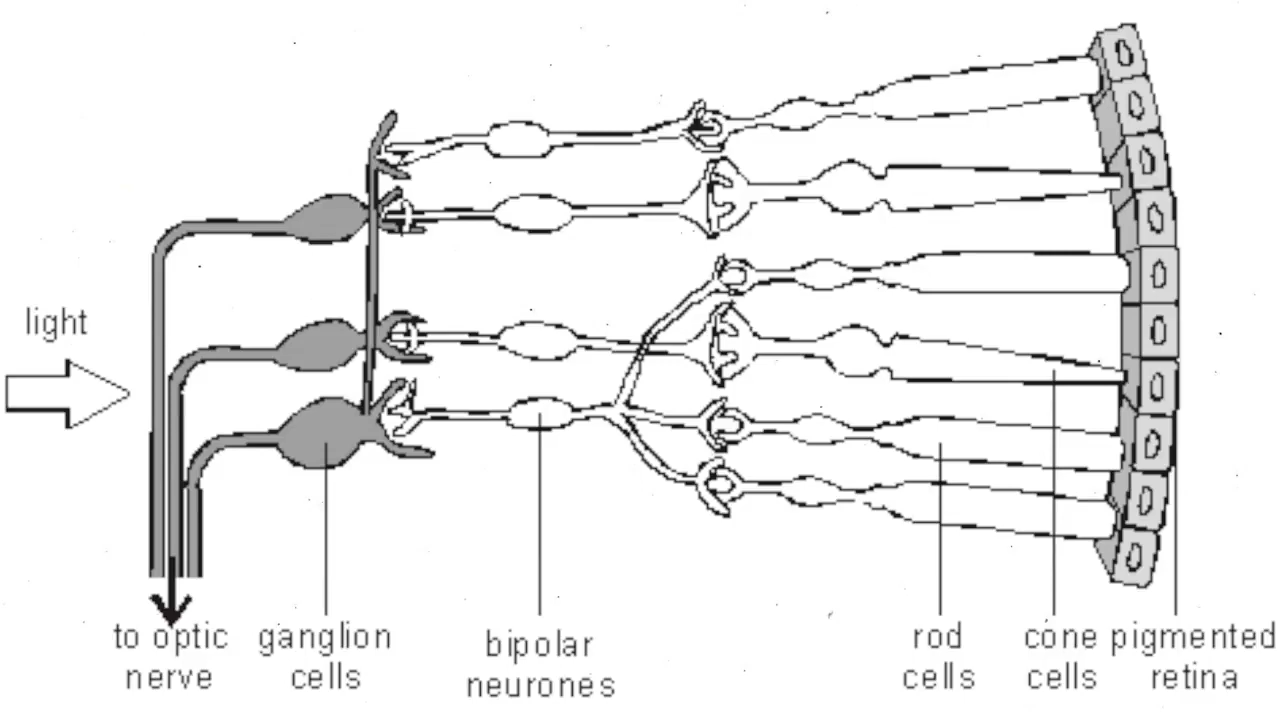 light
to optic
nerve
ganglion
cells
bipolar
neurones
rod
cells
cone
cells
pigmented
retina